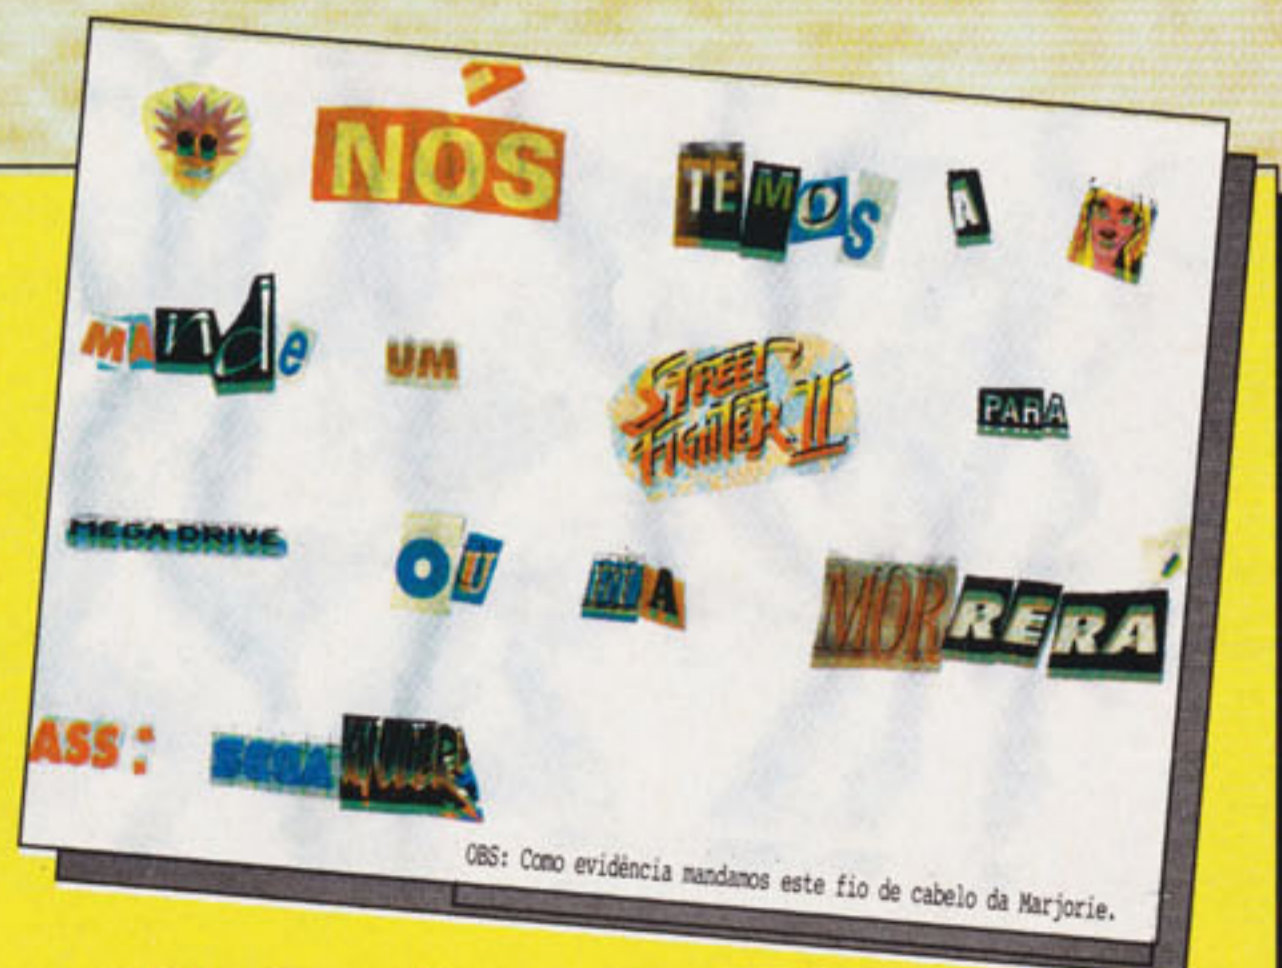 NÓS TEMOS A
MAnde UM STREET FIGHTER II PARA
MEGA DRIVE OU ELA MORRERÁ
ASS: SEGA
OBS: Como evidência mandamos este fio de cabelo da Marjorie.